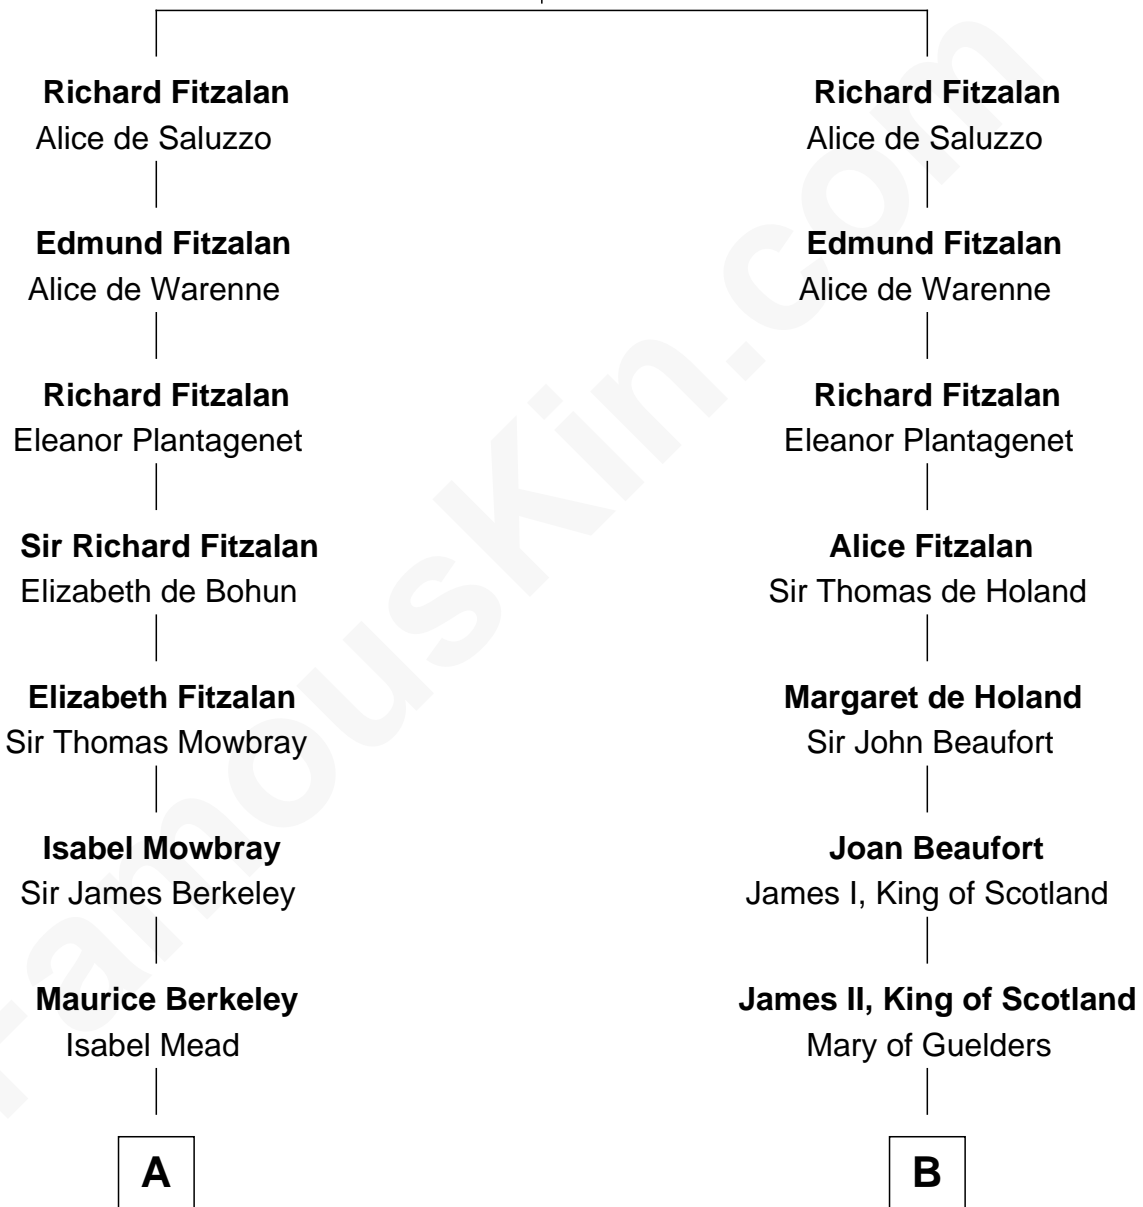 Richard Fitzalan
Alice de Saluzzo
Edmund Fitzalan
Alice de Warenne
Richard Fitzalan
Eleanor Plantagenet
Sir Richard Fitzalan
Elizabeth de Bohun
Elizabeth Fitzalan
Sir Thomas Mowbray
Isabel Mowbray
Sir James Berkeley
Maurice Berkeley
Isabel Mead
A
Richard Fitzalan
Alice de Saluzzo
Edmund Fitzalan
Alice de Warenne
Richard Fitzalan
Eleanor Plantagenet
Alice Fitzalan
Sir Thomas de Holand
Margaret de Holand
Sir John Beaufort
Joan Beaufort
James I, King of Scotland
James II, King of Scotland
Mary of Guelders
B
FamousKin.com